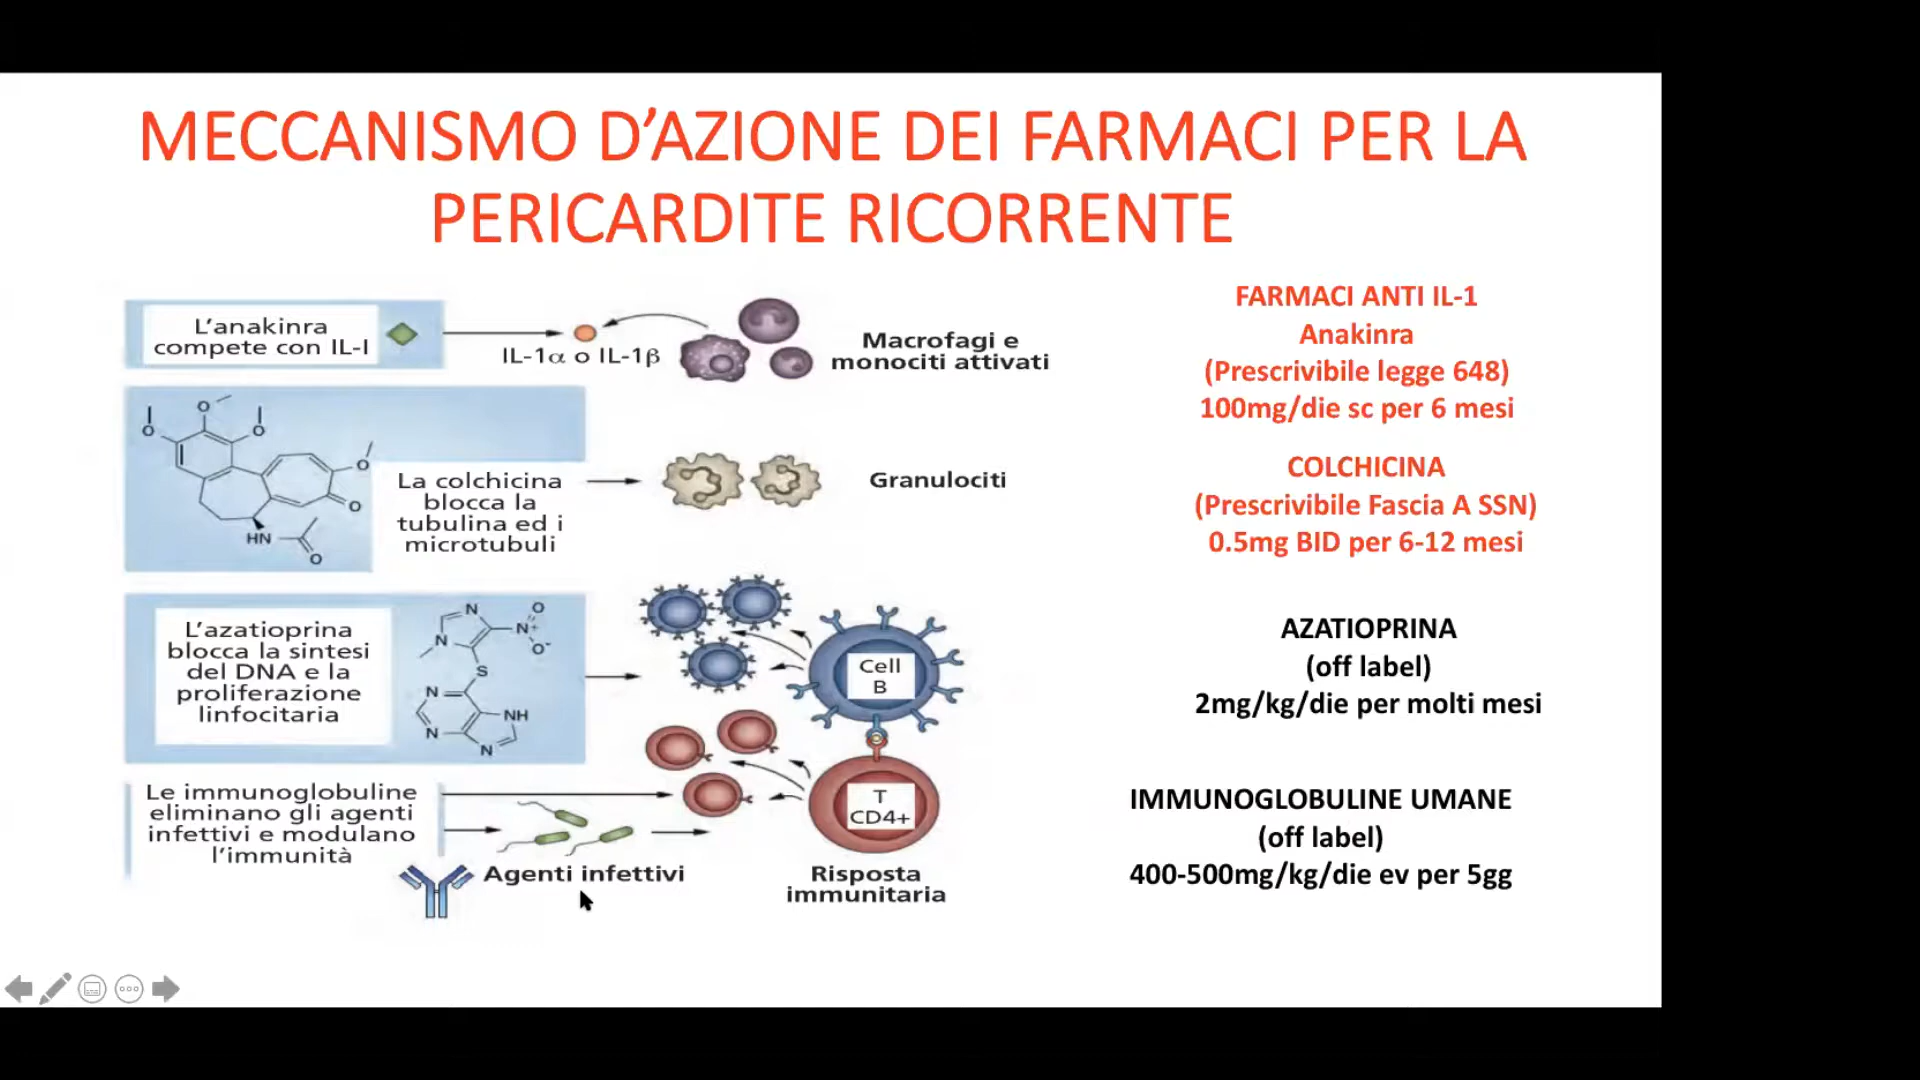 MECCANISMO D’AZIONE DEI FARMACI PER LA
PERICARDITE RICORRENTE
L’anakinra
compete con IL-I
IL-1α o IL-1β
Macrofagi e
monociti attivati
FARMACI ANTI IL-1
Anakinra
(Prescrivibile legge 648)
100mg/die sc per 6 mesi
O
O
O
O
O
HN
O
La colchicina
blocca la
tubulina ed i
microtubuli
Granulociti
COLCHICINA
(Prescrivibile Fascia A SSN)
0.5mg BID per 6-12 mesi
L’azatioprina
blocca la sintesi
del DNA e la
proliferazione
linfocitaria
N
N
N+
O
O-
S
N
N
NH
N
Cell
B
AZATIOPRINA
(off label)
2mg/kg/die per molti mesi
Le immunoglobuline
eliminano gli agenti
infettivi e modulano
l’immunità
Agenti infettivi
T
CD4+
Risposta
immunitaria
IMMUNOGLOBULINE UMANE
(off label)
400-500mg/kg/die ev per 5gg